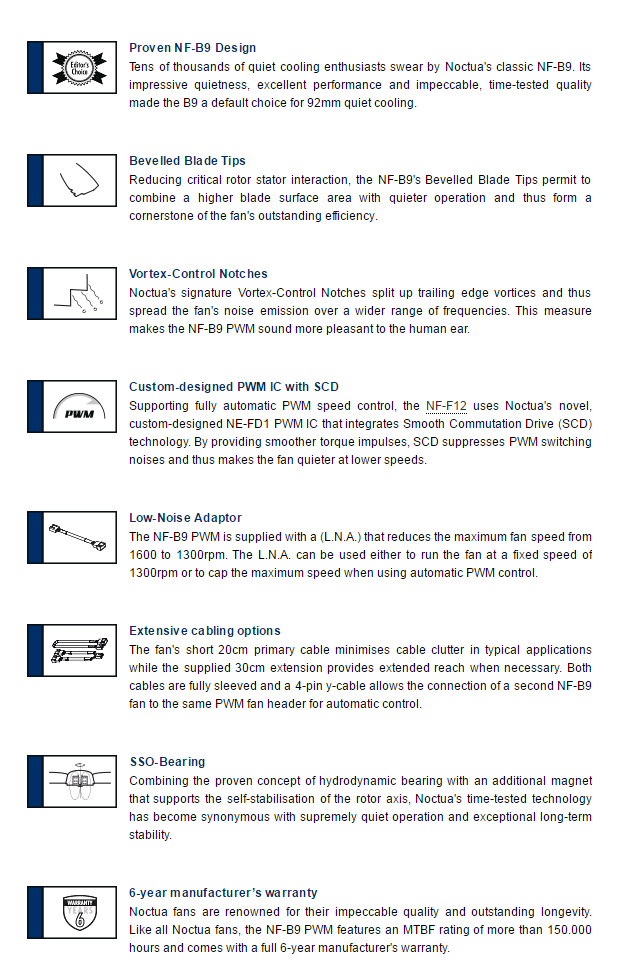 Editor's
Choice
Proven NF-B9 Design
Tens of thousands of quiet cooling enthusiasts swear by Noctua's classic NF-B9. Its
impressive quietness, excellent performance and impeccable, time-tested quality
made the B9 a default choice for 92mm quiet cooling.
Bevelled Blade Tips
Reducing critical rotor stator interaction, the NF-B9's Bevelled Blade Tips permit to
combine a higher blade surface area with quieter operation and thus form a
cornerstone of the fan's outstanding efficiency.
Vortex-Control Notches
Noctua's signature Vortex-Control Notches split up trailing edge vortices and thus
spread the fan's noise emission over a wider range of frequencies. This measure
makes the NF-B9 PWM sound more pleasant to the human ear.
PWM
Custom-designed PWM IC with SCD
Supporting fully automatic PWM speed control, the NF-F12 uses Noctua's novel,
custom-designed NE-FD1 PWM IC that integrates Smooth Commutation Drive (SCD)
technology. By providing smoother torque impulses, SCD suppresses PWM switching
noises and thus makes the fan quieter at lower speeds.
Low-Noise Adaptor
The NF-B9 PWM is supplied with a (L.N.A.) that reduces the maximum fan speed from
1600 to 1300rpm. The L.N.A. can be used either to run the fan at a fixed speed of
1300rpm or to cap the maximum speed when using automatic PWM control.
Extensive cabling options
The fan's short 20cm primary cable minimises cable clutter in typical applications
while the supplied 30cm extension provides extended reach when necessary. Both
cables are fully sleeved and a 4-pin y-cable allows the connection of a second NF-B9
fan to the same PWM fan header for automatic control.
SSO-Bearing
Combining the proven concept of hydrodynamic bearing with an additional magnet
that supports the self-stabilisation of the rotor axis, Noctua's time-tested technology
has become synonymous with supremely quiet operation and exceptional long-term
stability.
WARRANTY
YEARS
6
6-year manufacturer's warranty
Noctua fans are renowned for their impeccable quality and outstanding longevity.
Like all Noctua fans, the NF-B9 PWM features an MTBF rating of more than 150.000
hours and comes with a full 6-year manufacturer's warranty.